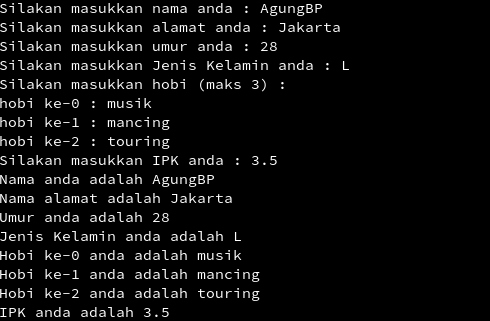 Silakan masukkan nama anda : AgungBP
Silakan masukkan alamat anda : Jakarta
Silakan masukkan umur anda : 28
Silakan masukkan Jenis Kelamin anda : L
Silakan masukkan hobi (maks 3) :
hobi ke-0 : musik
hobi ke-1 : mancing
hobi ke-2 : touring
Silakan masukkan IPK anda : 3.5
Nama anda adalah AgungBP
Nama alamat adalah Jakarta
Umur anda adalah 28
Jenis Kelamin anda adalah L
Hobi ke-0 anda adalah musik
Hobi ke-1 anda adalah mancing
Hobi ke-2 anda adalah touring
IPK anda adalah 3.5